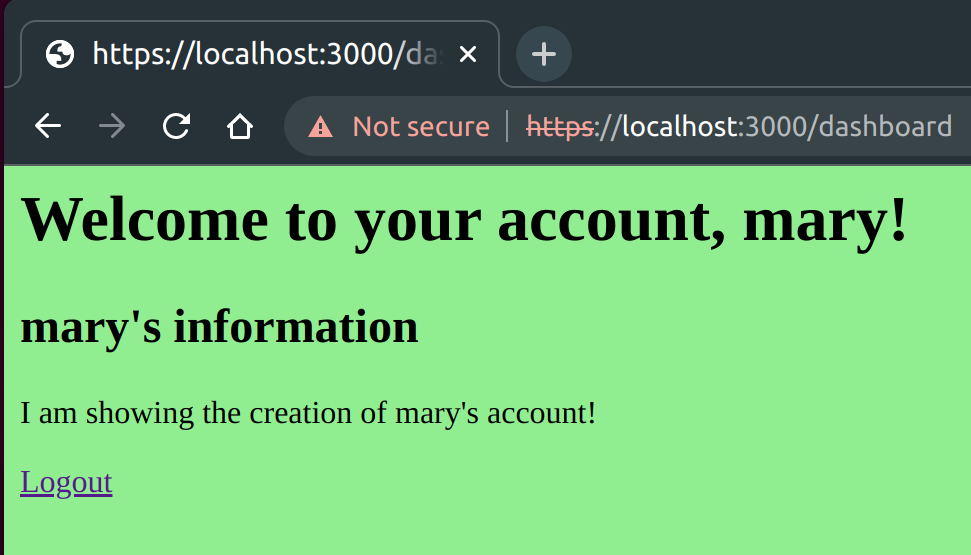 https://localhost:3000/da
Not secure https://localhost:3000/dashboard
Welcome to your account, mary!
mary's information
I am showing the creation of mary's account!
Logout